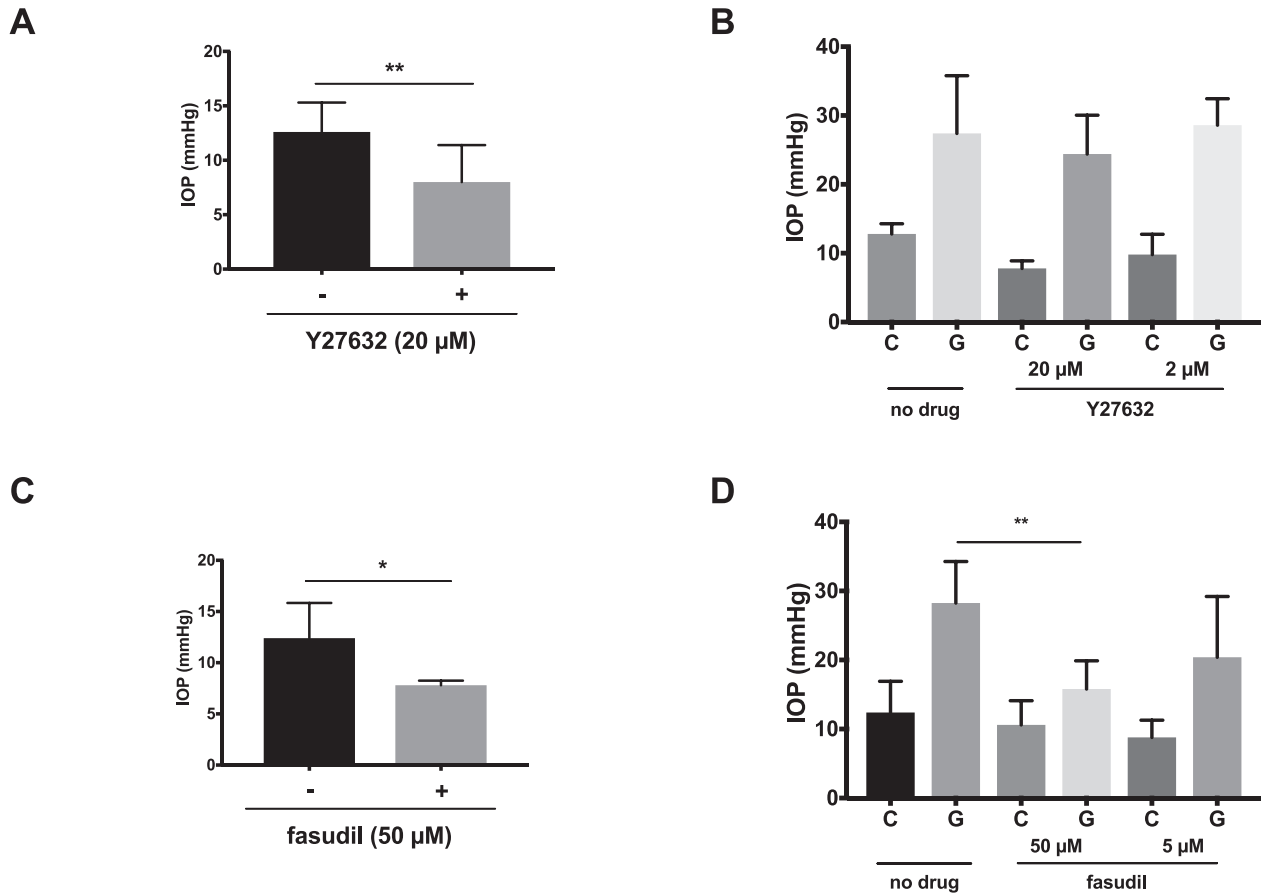 A
20
15
10
5
0
IOP (mmHg)
**
- +
Y27632 (20 µM)
B
40
30
20
10
0
IOP (mmHg)
C G C G C G
20 µM 2 µM
no drug Y27632
C
20
15
10
5
0
IOP (mmHg)
*
- +
fasudil (50 µM)
D
40
30
20
10
0
IOP (mmHg)
**
C G C G C G
50 µM 5 µM
no drug fasudil